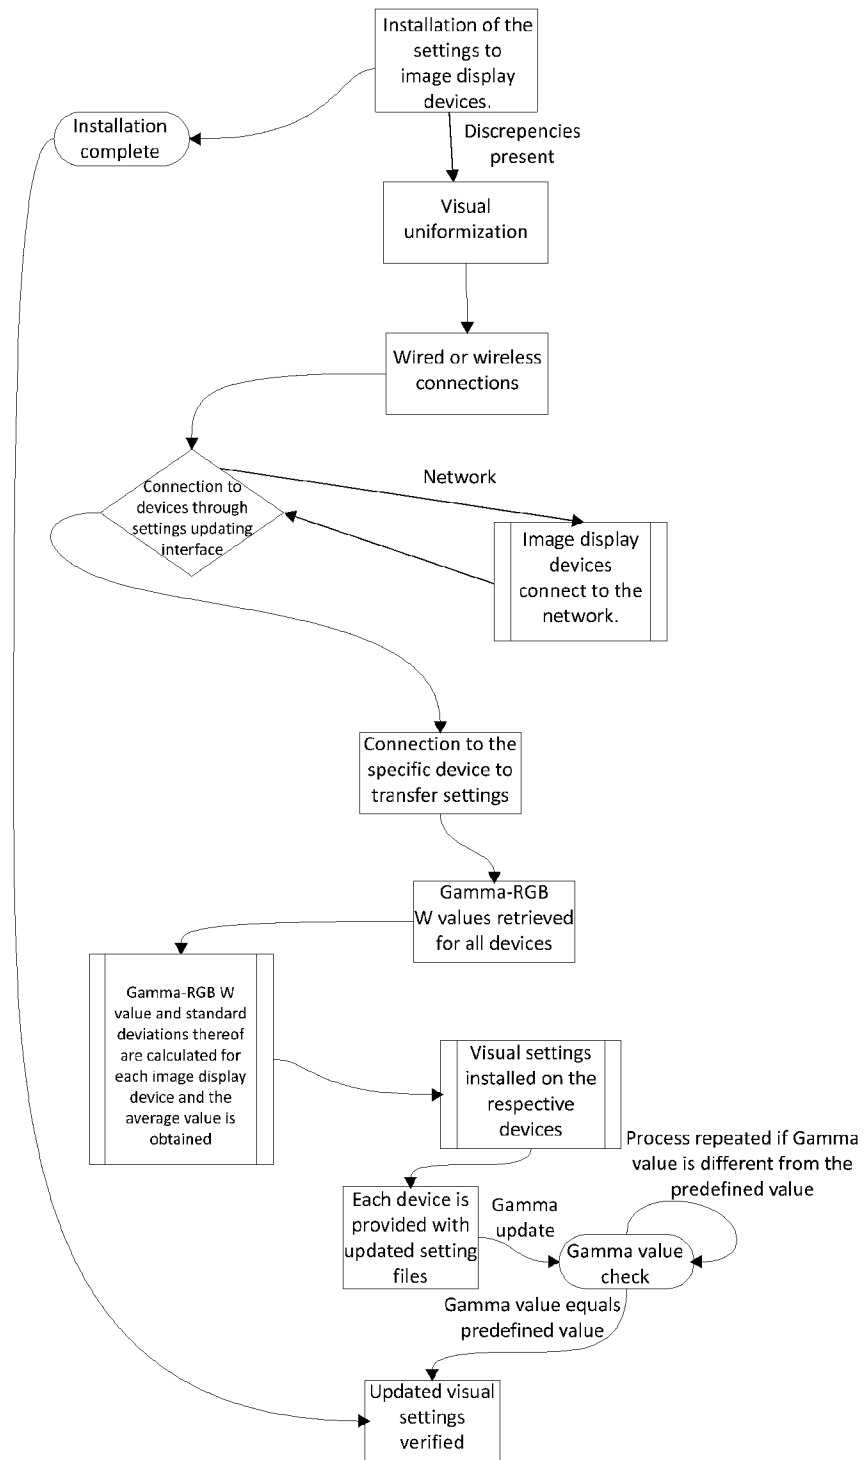 Installation of the
settings to
image display
devices.
Installation
complete
Discrepencies
present
Visual
uniformization
Wired or wireless
connections
Connection to
devices through
settings updating
interface
Network
Image display
devices
connect to the
network.
Connection to the
specific device to
transfer settings
Gamma-RGB
W values retrieved
for all devices
Gamma-RGB W
value and standard
deviations thereof
are calculated for
each image display
device and the
average value is
obtained
Visual settings
installed on the
respective
devices
Process repeated if Gamma
value is different from the
predefined value
Each device is
provided with
updated setting
files
Gamma
update
Gamma value
check
Gamma value equals
predefined value
Updated visual
settings
verified